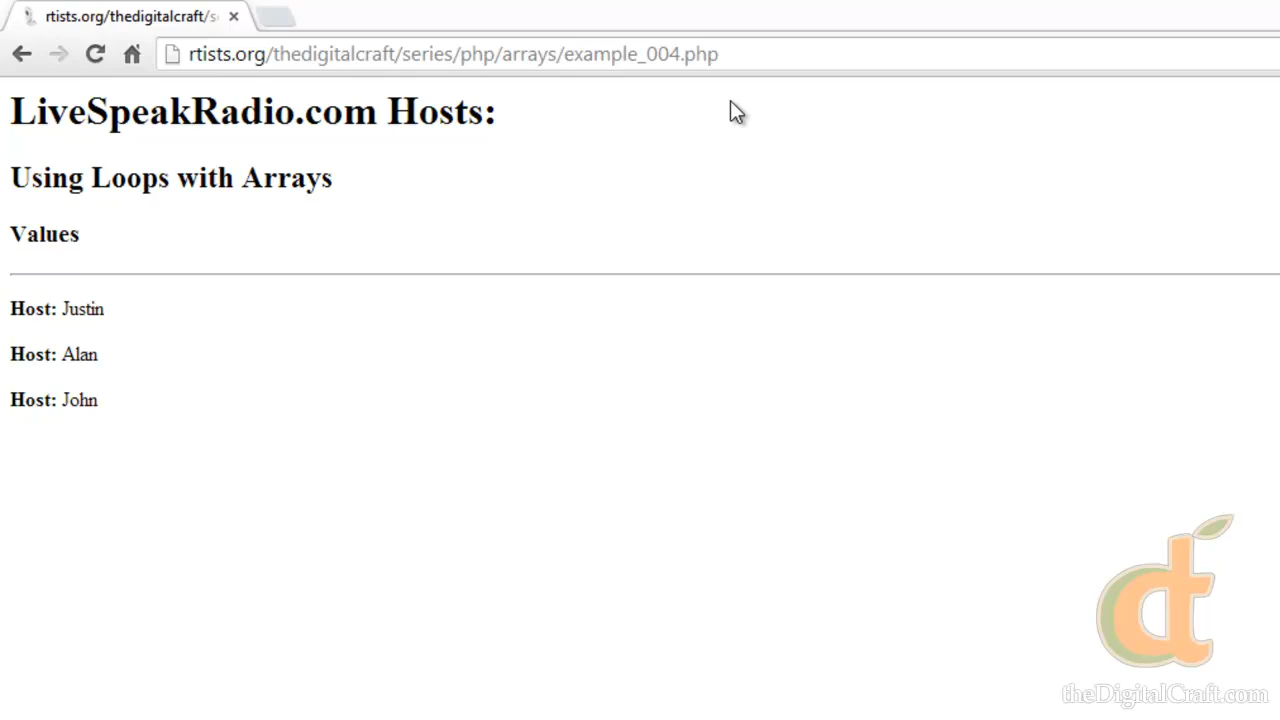 rtists.org/thedigitalcraft/s
rtists.org/thedigitalcraft/series/php/arrays/example_004.php
LiveSpeakRadio.com Hosts:
Using Loops with Arrays
Values
Host: Justin
Host: Alan
Host: John
dt
theDigitalCraft.com